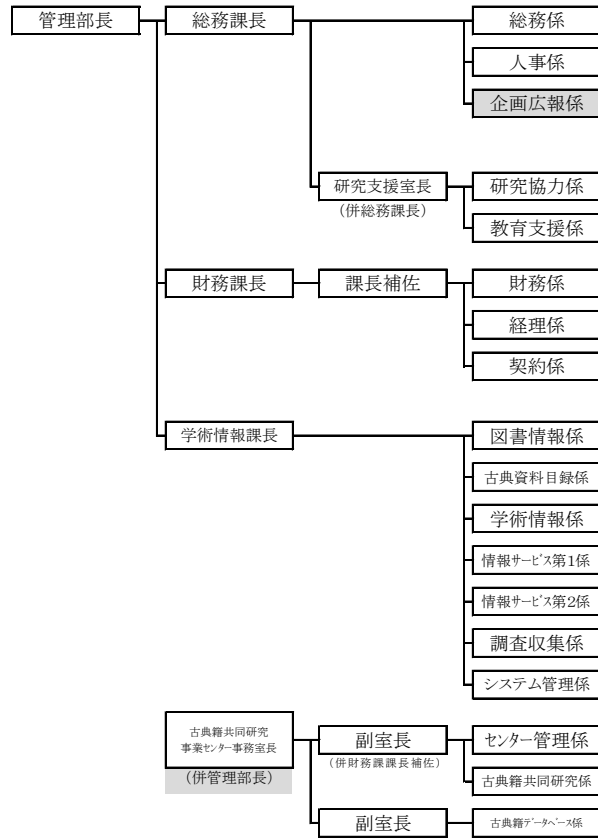 管理部長
総務課長
総務係
人事係
企画広報係
研究支援室長
(併総務課長)
研究協力係
教育支援係
財務課長
課長補佐
財務係
経理係
契約係
学術情報課長
図書情報係
古典資料目録係
学術情報係
情報サービス第1係
情報サービス第2係
調査収集係
システム管理係
古典籍共同研究
事業センター事務室長
(併管理部長)
副室長
(併財務課課長補佐)
センター管理係
古典籍共同研究係
副室長
古典籍データベース係